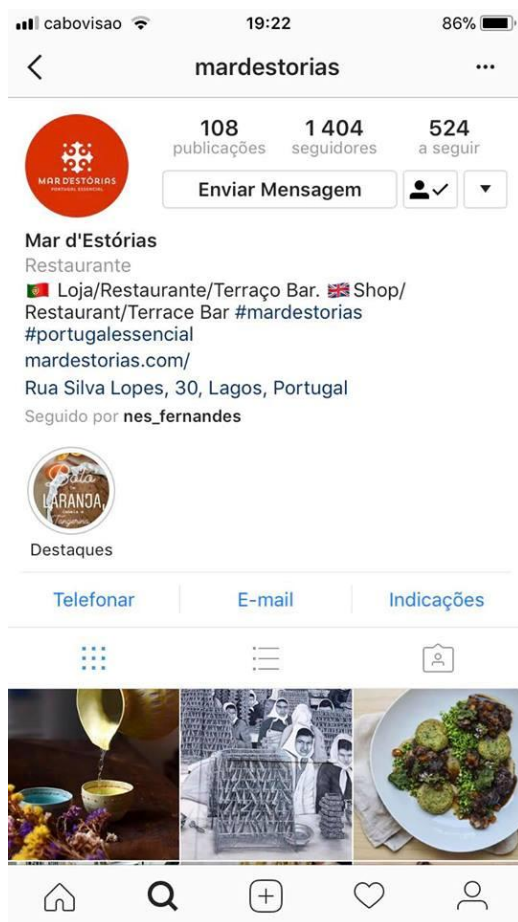 cabovisao 19:22 86%
mardestorias
108 1 404 524
publicações seguidores a seguir
MAR D'ESTÓRIAS
PORTUGAL ESSENCIAL
Enviar Mensagem
Mar d'Estórias
Restaurante
🇵🇹 Loja/Restaurante/Terraço Bar. 🇬🇧 Shop/
Restaurant/Terrace Bar #mardestorias
#portugalessencial
mardestorias.com/
Rua Silva Lopes, 30, Lagos, Portugal
Seguido por nes_fernandes
Bolo
LARANJA,
Tangerina
Destaques
Telefonar E-mail Indicações